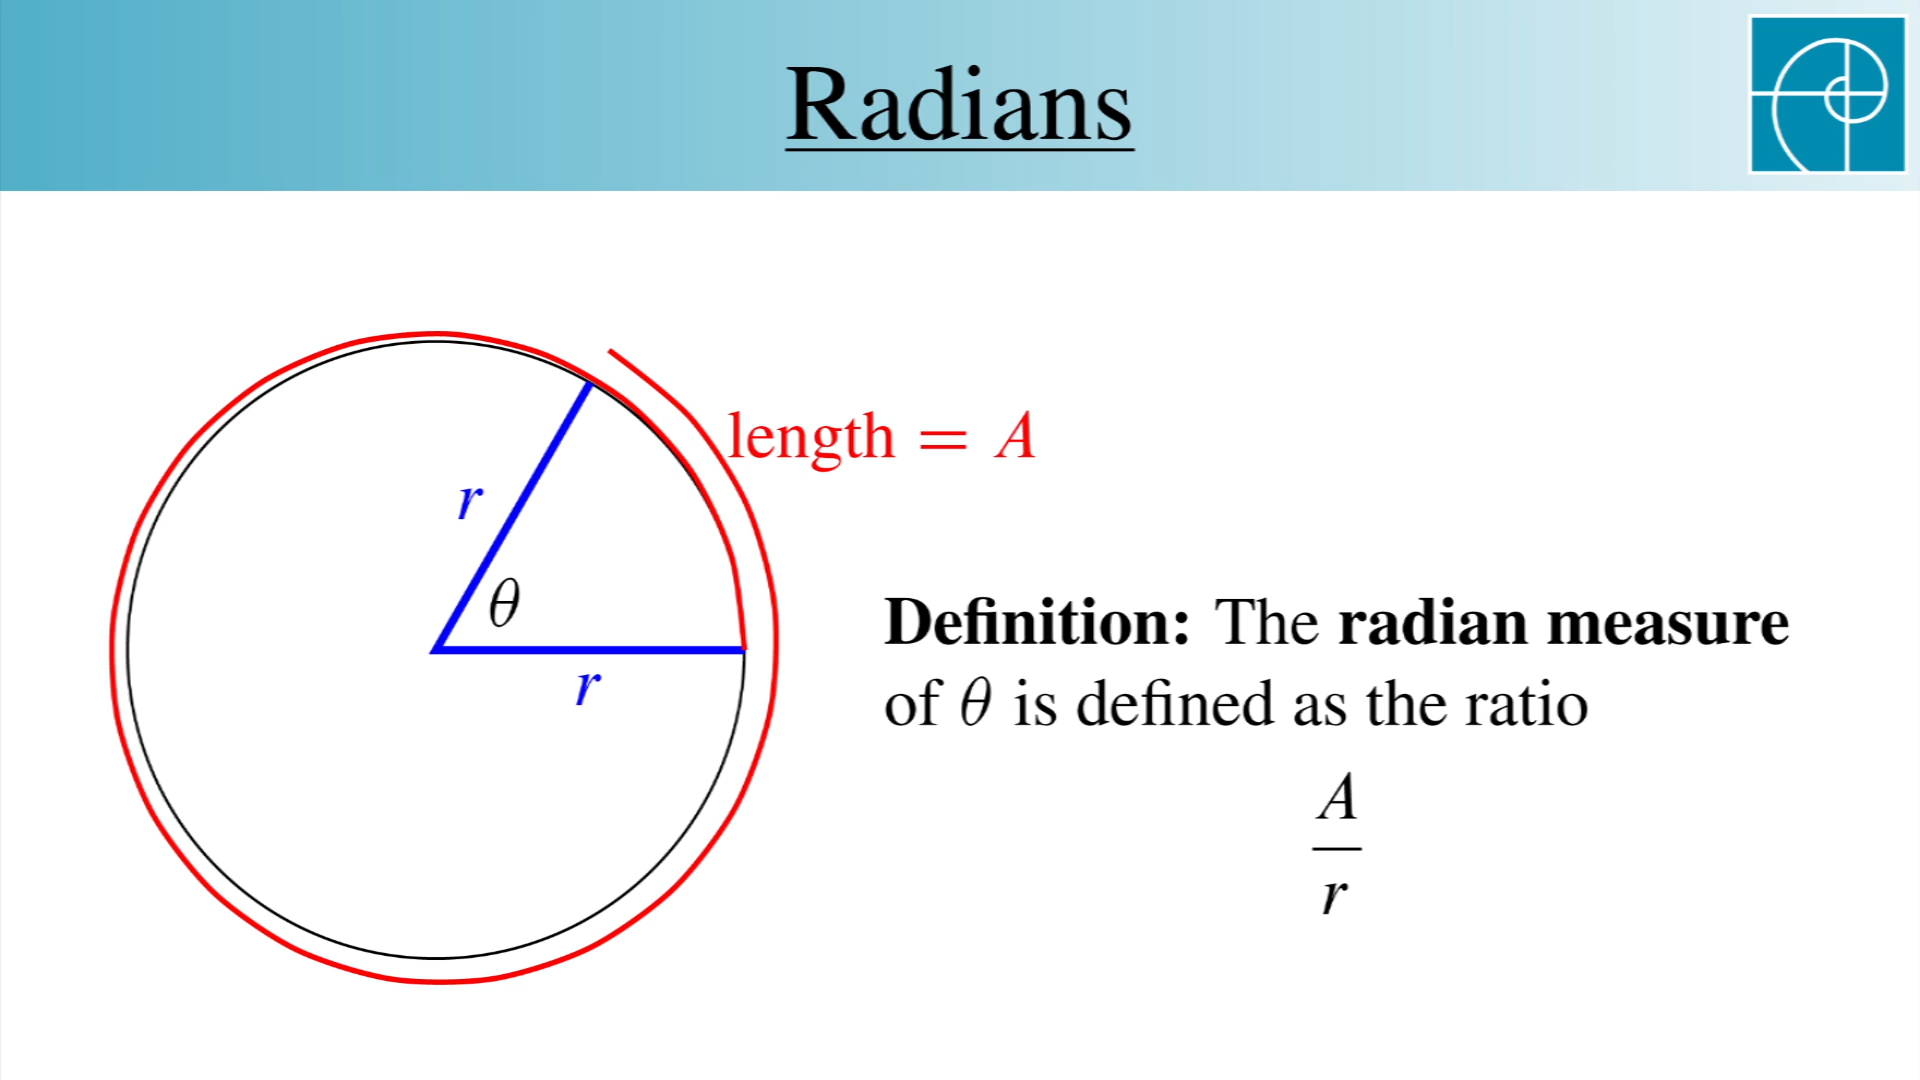 Radians
length = A
r
θ
r
Definition: The radian measure
of θ is defined as the ratio
A
r